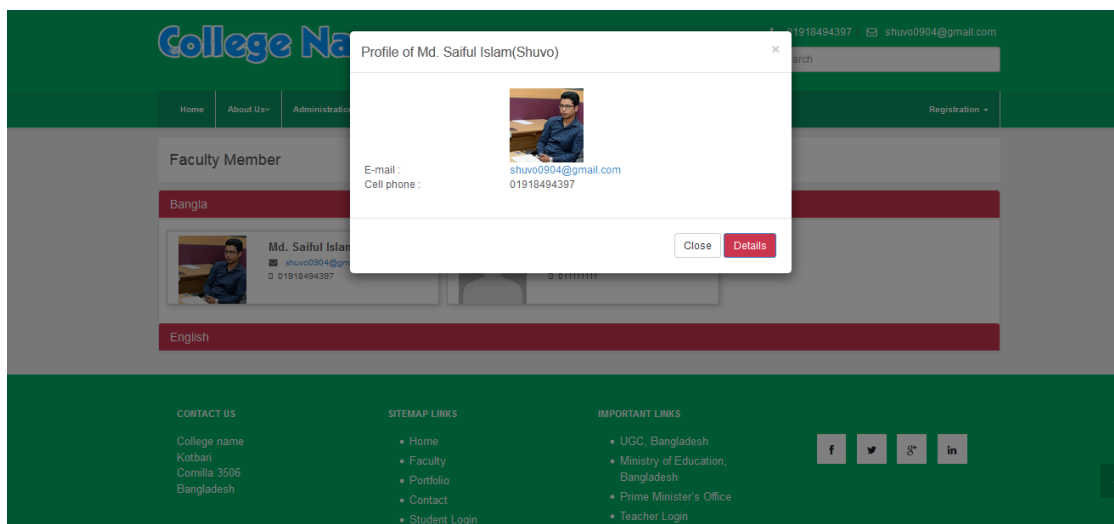 College Na
01918494397 shuvo0904@gmail.com
arch
Home About Us Administration Registration
Profile of Md. Saiful Islam(Shuvo)
×
E-mail : shuvo0904@gmail.com
Cell phone : 01918494397
Close Details
Faculty Member
Bangla
Md. Saiful Islam
shuvo0904@gm
01918494397
011111111
English
CONTACT US
College name
Kotbari
Comilla 3506
Bangladesh
SITEMAP LINKS
• Home
• Faculty
• Portfolio
• Contact
• Student Login
IMPORTANT LINKS
• UGC, Bangladesh
• Ministry of Education,
Bangladesh
• Prime Minister's Office
• Teacher Login
f g+ in